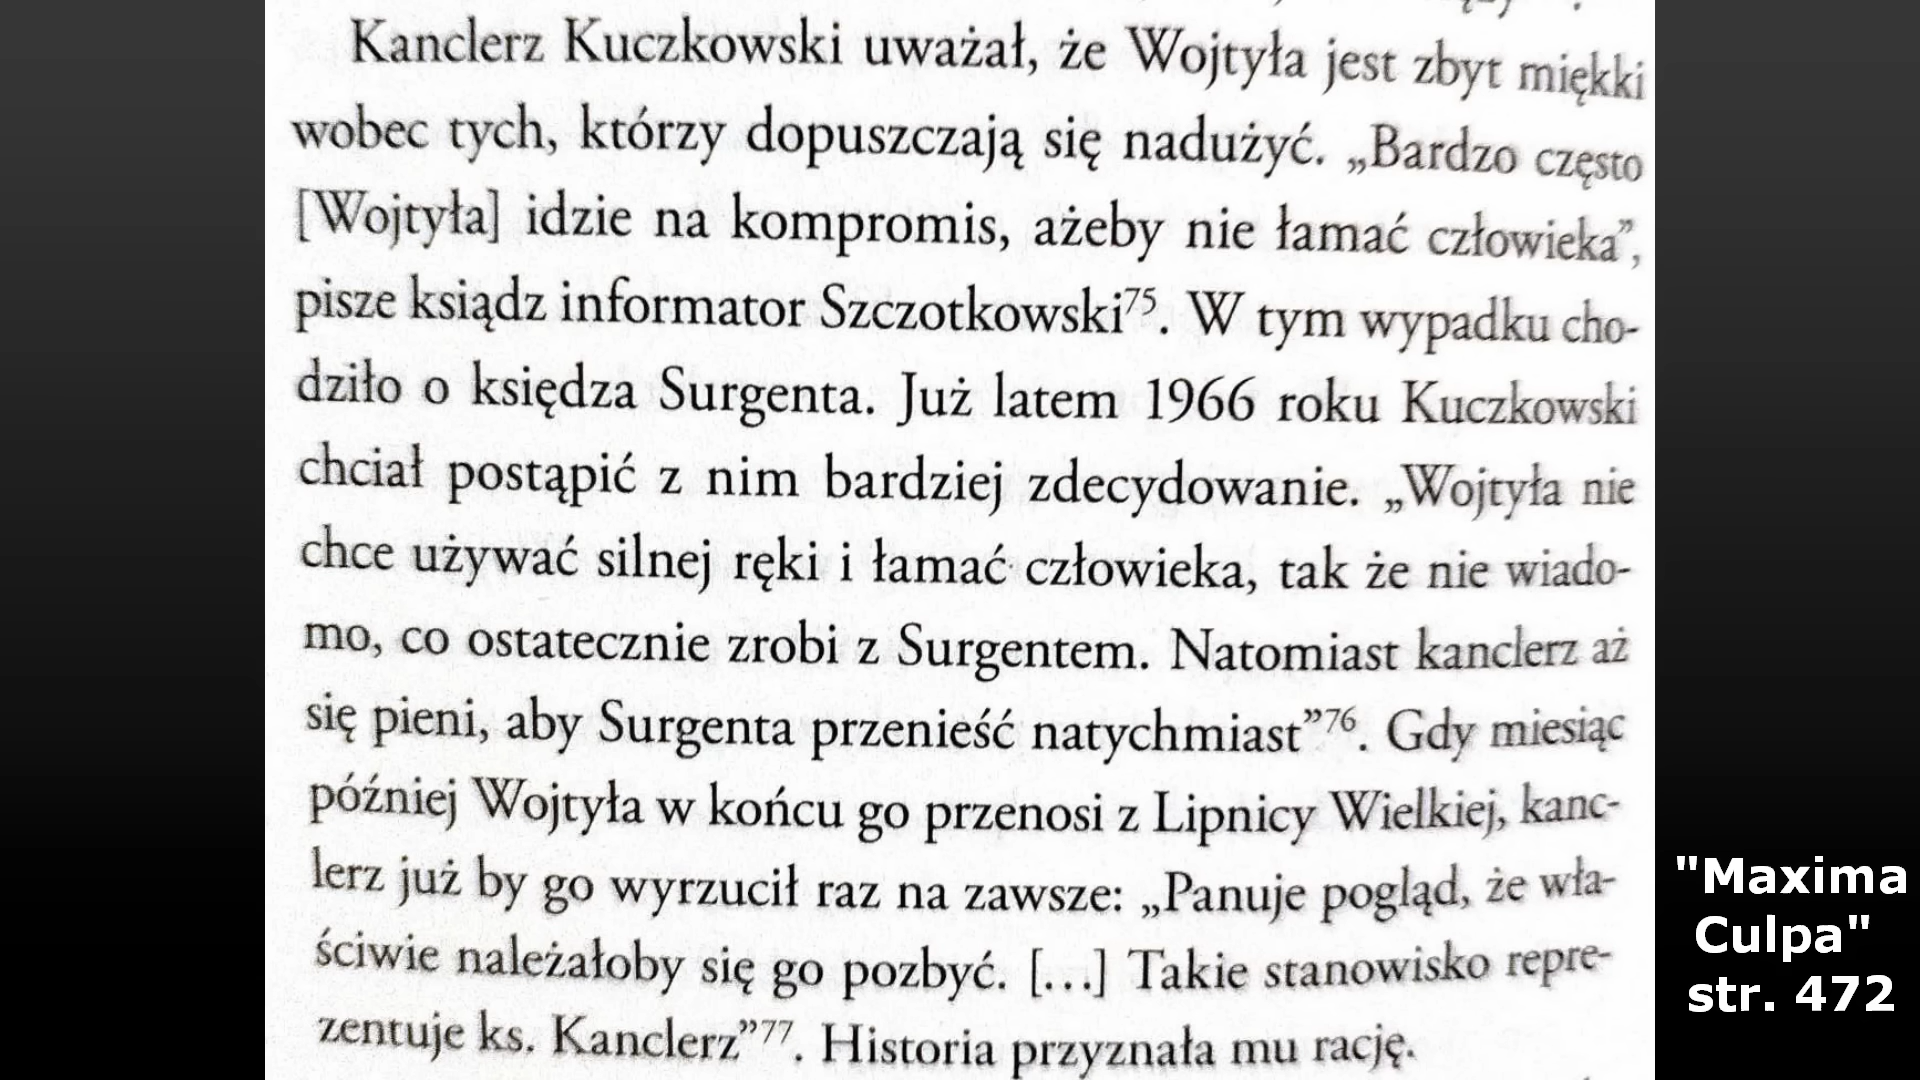 Kanclerz Kuczkowski uważał, że Wojtyła jest zbyt miękki
wobec tych, którzy dopuszczają się nadużyć. „Bardzo często
[Wojtyła] idzie na kompromis, ażeby nie łamać człowieka”,
pisze ksiądz informator Szczotkowski⁷⁵. W tym wypadku cho-
dziło o księdza Surgenta. Już latem 1966 roku Kuczkowski
chciał postąpić z nim bardziej zdecydowanie. „Wojtyła nie
chce używać silnej ręki i łamać człowieka, tak że nie wiado-
mo, co ostatecznie zrobi z Surgentem. Natomiast kanclerz aż
się pieni, aby Surgenta przenieść natychmiast”⁷⁶. Gdy miesiąc
później Wojtyła w końcu go przenosi z Lipnicy Wielkiej, kanc-
lerz już by go wyrzucił raz na zawsze: „Panuje pogląd, że wła-
ściwie należałoby się go pozbyć. [...] Takie stanowisko repre-
zentuje ks. Kanclerz”⁷⁷. Historia przyznała mu rację.
"Maxima
Culpa"
str. 472